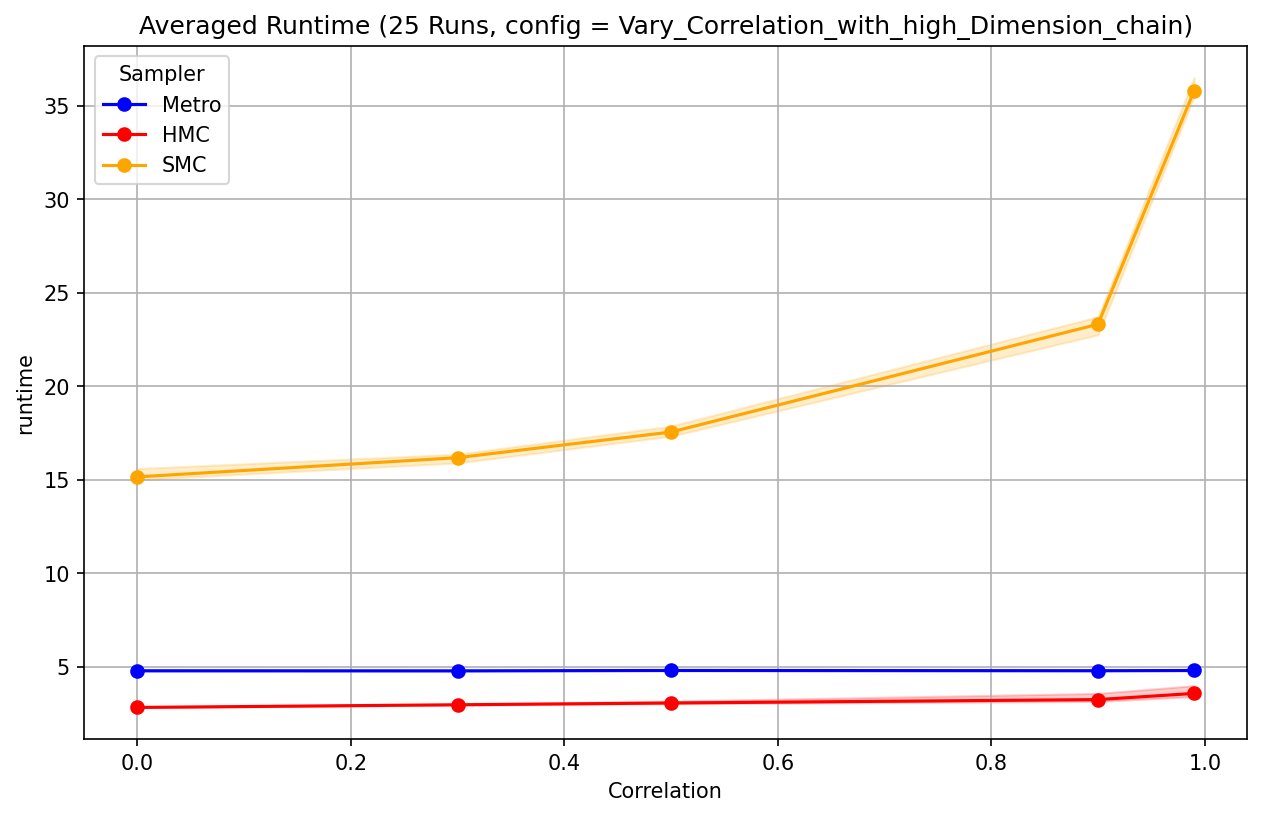 Averaged Runtime (25 Runs, config = Vary_Correlation_with_high_Dimension_chain)
Sampler
Metro
HMC
SMC
runtime
35
30
25
20
15
10
5
0.0 0.2 0.4 0.6 0.8 1.0
Correlation